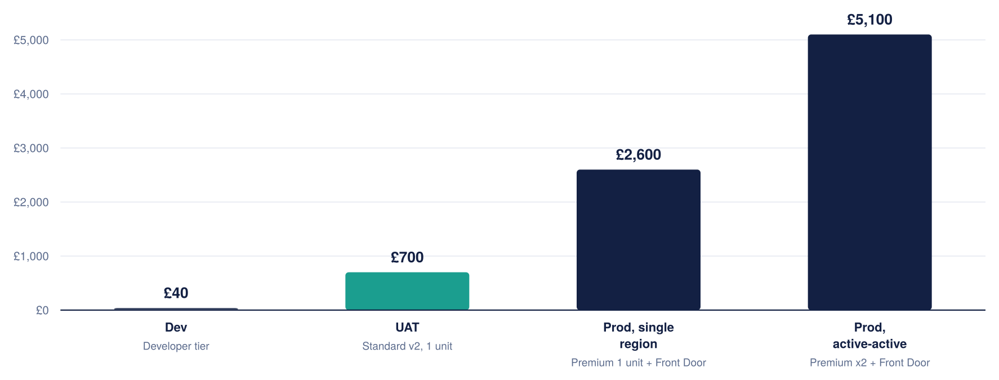 £5,100
£5,000
£4,000
£3,000
£2,600
£2,000
£1,000
£700
£40
£0
Dev
Developer tier
UAT
Standard v2, 1 unit
Prod, single
region
Premium 1 unit + Front Door
Prod,
active-active
Premium x2 + Front Door